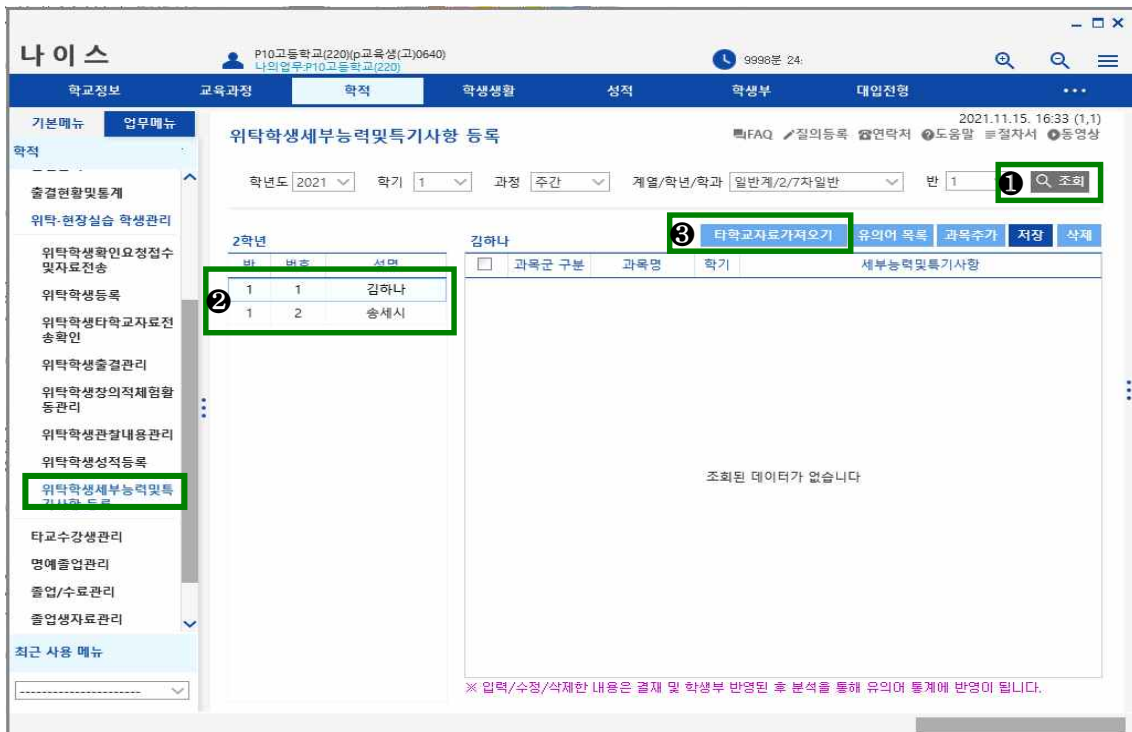 나이스
P10고등학교(220)(p교육생(고)0640)
나의업무:P10고등학교(220)
9998분 24
학교정보 교육과정 학적 학생생활 성적 학생부 대입전형
기본메뉴 업무메뉴
학적
출결현황및통계
위탁·현장실습 학생관리
위탁학생확인요청접수
및자료전송
위탁학생등록
위탁학생타학교자료전
송확인
위탁학생출결관리
위탁학생창의적체험활
동관리
위탁학생관찰내용관리
위탁학생성적등록
위탁학생세부능력및특
기사항 등록
타교수강생관리
명예졸업관리
졸업/수료관리
졸업생자료관리
최근 사용 메뉴
----------------------
2021.11.15. 16:33 (1,1)
위탁학생세부능력및특기사항 등록
FAQ 질의등록 연락처 도움말 절차서 동영상
학년도 2021 학기 1 과정 주간 계열/학년/학과 일반계/2/7차일반 반 1 ❶ 조회
2학년
반 번호 성명
❷
1 1 김하나
1 2 송세시
김하나
❸ 타학교자료가져오기 유의어 목록 과목추가 저장 삭제
과목군 구분 과목명 학기 세부능력및특기사항
조회된 데이터가 없습니다
※ 입력/수정/삭제한 내용은 결재 및 학생부 반영된 후 분석을 통해 유의어 통계에 반영이 됩니다.